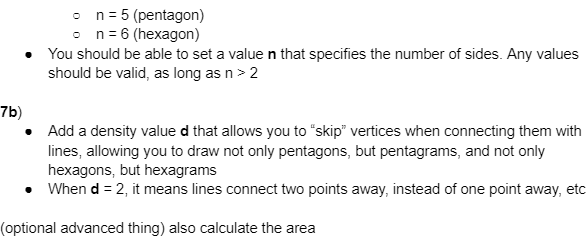 ○ n = 5 (pentagon)
○ n = 6 (hexagon)
● You should be able to set a value n that specifies the number of sides. Any values
should be valid, as long as n > 2
7b)
● Add a density value d that allows you to “skip” vertices when connecting them with
lines, allowing you to draw not only pentagons, but pentagrams, and not only
hexagons, but hexagrams
● When d = 2, it means lines connect two points away, instead of one point away, etc
(optional advanced thing) also calculate the area